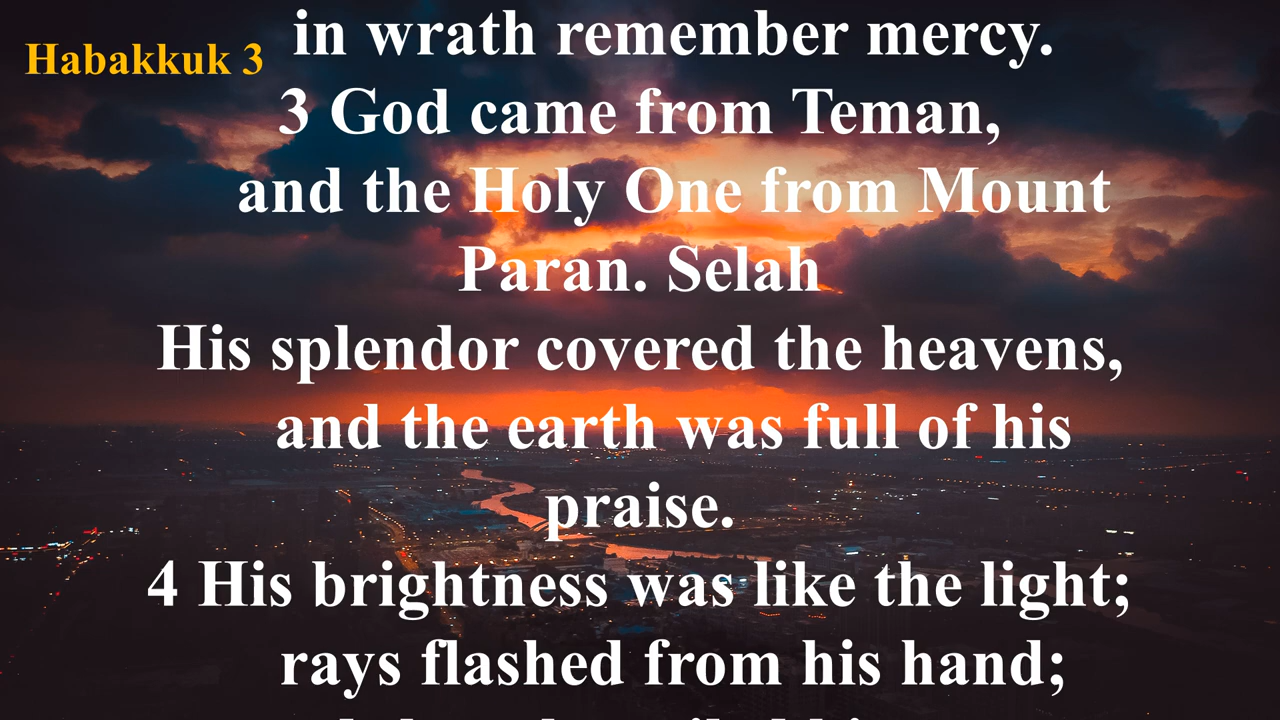 Habakkuk 3
in wrath remember mercy.
3 God came from Teman,
and the Holy One from Mount
Paran. Selah
His splendor covered the heavens,
and the earth was full of his
praise.
4 His brightness was like the light;
rays flashed from his hand;